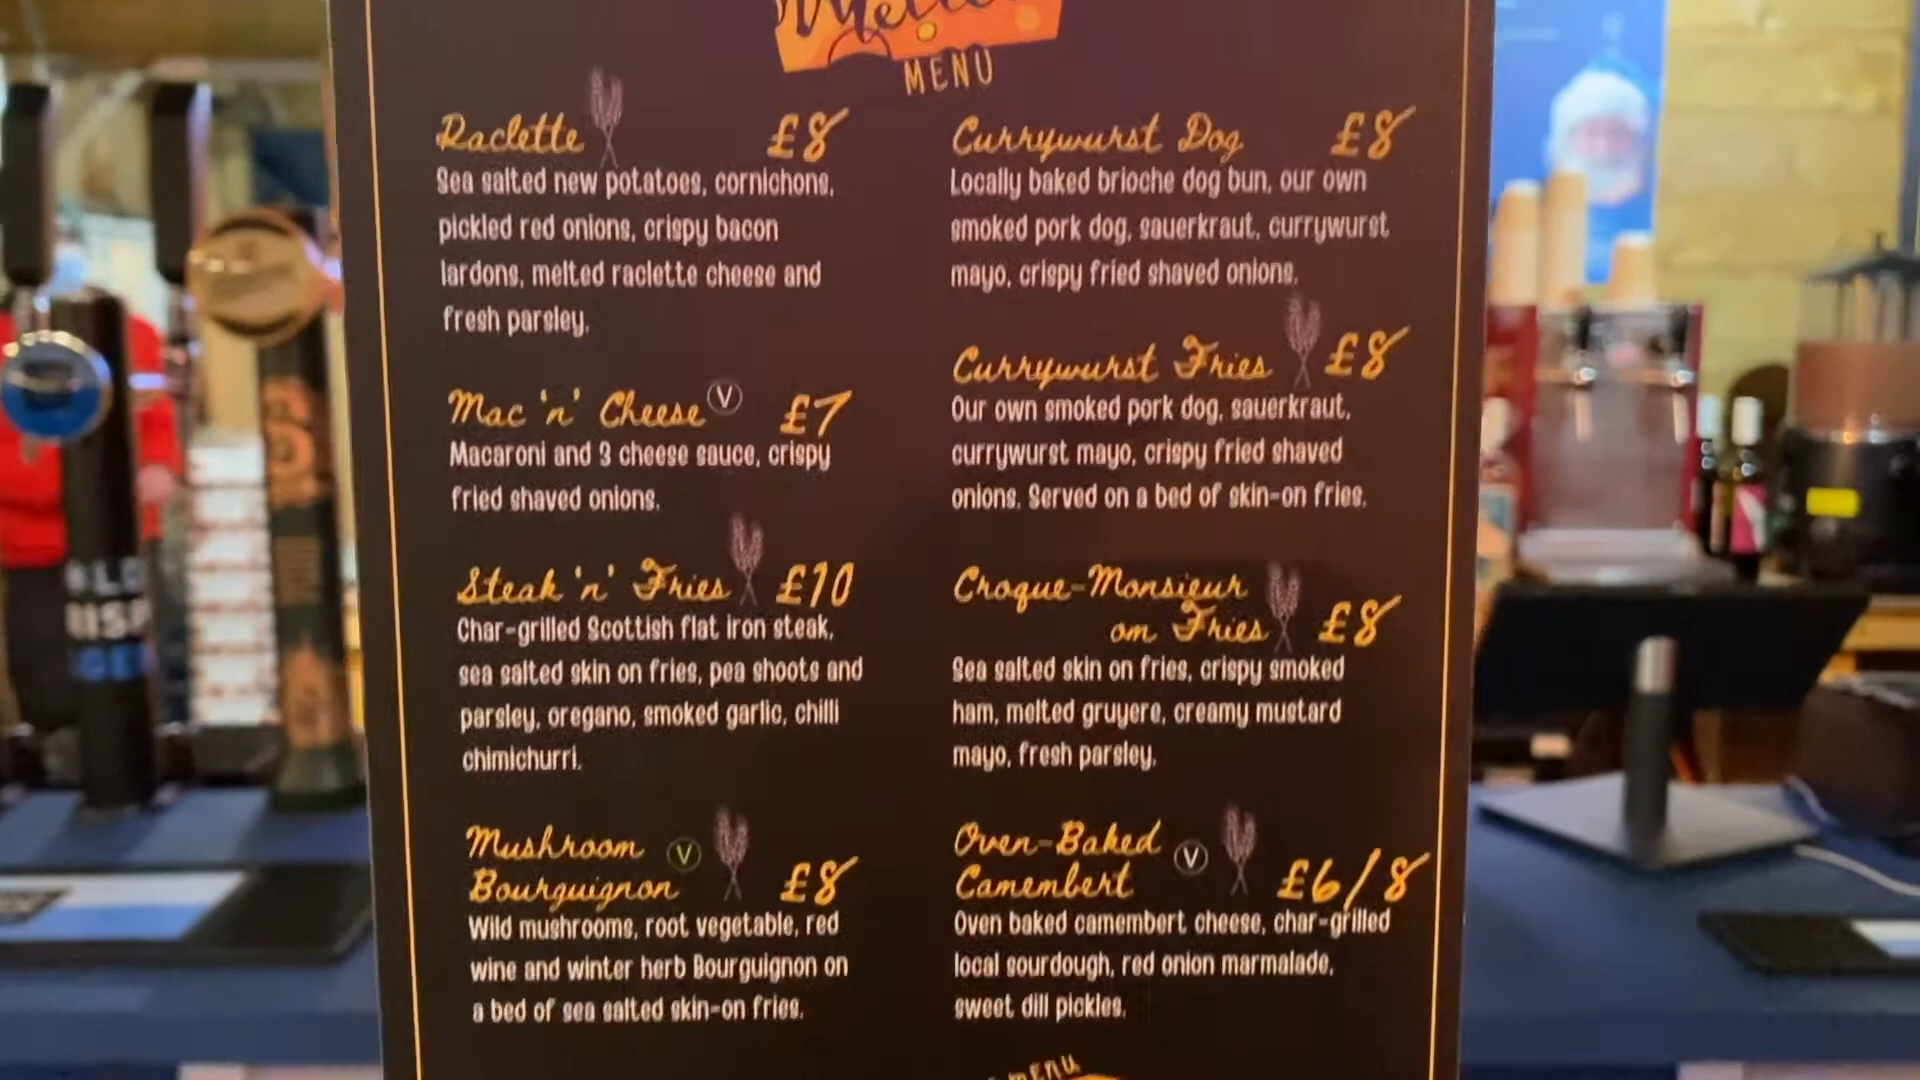 MENU
Raclette £8
Sea salted new potatoes, cornichons,
pickled red onions, crispy bacon
lardons, melted raclette cheese and
fresh parsley.
Mac 'n' Cheese V £7
Macaroni and 3 cheese sauce, crispy
fried shaved onions.
Steak 'n' Fries £10
Char-grilled Scottish flat iron steak,
sea salted skin on fries, pea shoots and
parsley, oregano, smoked garlic, chilli
chimichurri.
Mushroom
Bourguignon V £8
Wild mushrooms, root vegetable, red
wine and winter herb Bourguignon on
a bed of sea salted skin-on fries.
Currywurst Dog £8
Locally baked brioche dog bun, our own
smoked pork dog, sauerkraut, currywurst
mayo, crispy fried shaved onions.
Currywurst Fries £8
Our own smoked pork dog, sauerkraut,
currywurst mayo, crispy fried shaved
onions. Served on a bed of skin-on fries.
Croque-Monsieur
om Fries £8
Sea salted skin on fries, crispy smoked
ham, melted gruyere, creamy mustard
mayo, fresh parsley.
Oven-Baked
Camembert V £6/8
Oven baked camembert cheese, char-grilled
local sourdough, red onion marmalade,
sweet dill pickles.
menu